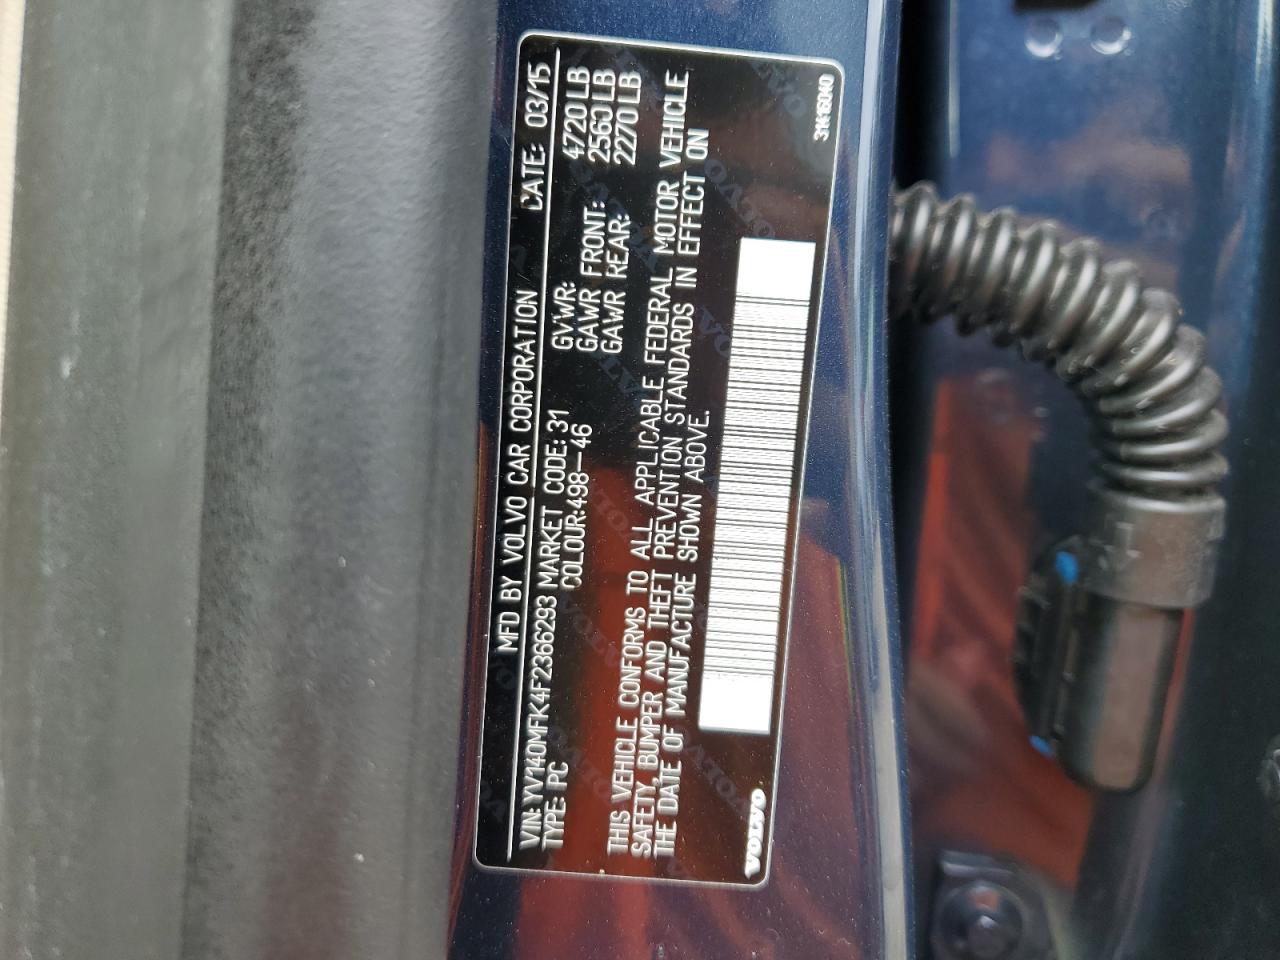 MFD BY VOLVO CAR CORPORATION DATE: 03/15
VIN: YV140MFK4F2366293 MARKET CODE: 31 GVWR: 4720 LB
TYPE: PC COLOUR:498-46 GAWR FRONT: 2560 LB
GAWR REAR: 2270 LB
THIS VEHICLE CONFORMS TO ALL APPLICABLE FEDERAL MOTOR VEHICLE
SAFETY, BUMPER AND THEFT PREVENTION STANDARDS IN EFFECT ON
THE DATE OF MANUFACTURE SHOWN ABOVE.
VOLVO
31416040